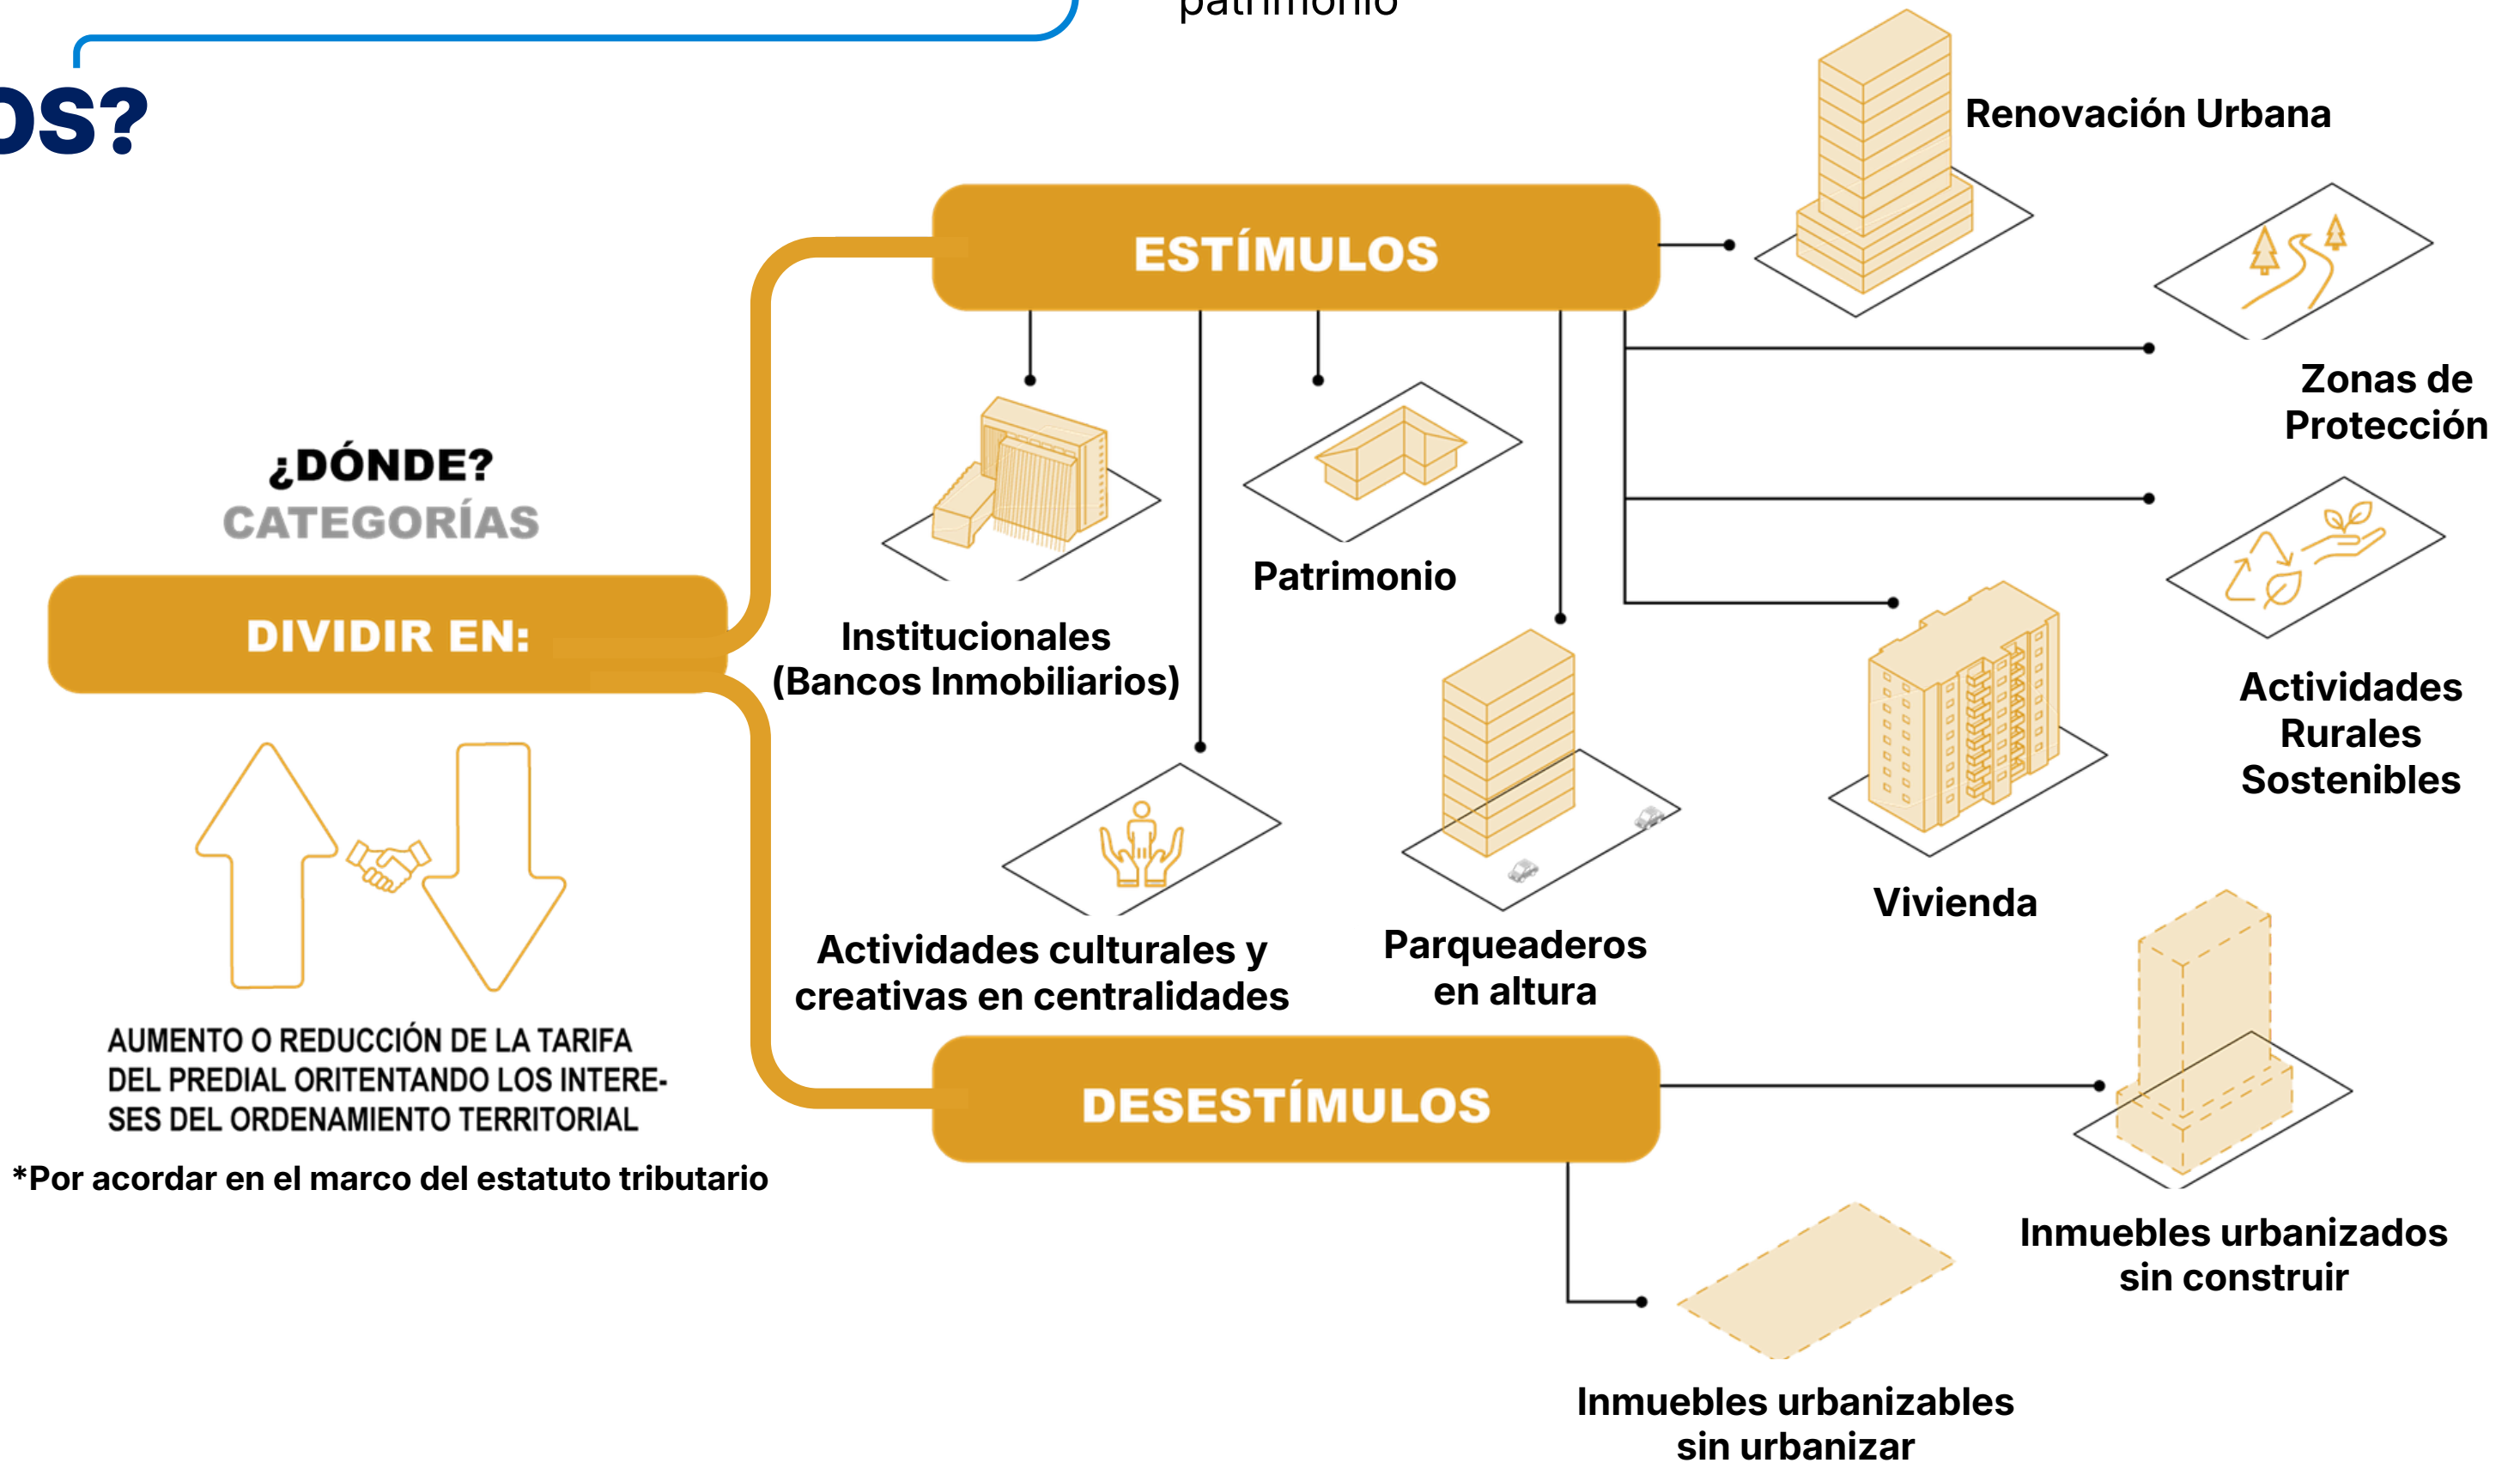 patrimonio
OS?
Renovación Urbana
ESTÍMULOS
Zonas de
Protección
¿DÓNDE?
CATEGORÍAS
DIVIDIR EN:
Institucionales
(Bancos Inmobiliarios)
Patrimonio
Actividades
Rurales
Sostenibles
Vivienda
Actividades culturales y
creativas en centralidades
Parqueaderos
en altura
AUMENTO O REDUCCIÓN DE LA TARIFA
DEL PREDIAL ORITENTANDO LOS INTERE-
SES DEL ORDENAMIENTO TERRITORIAL
*Por acordar en el marco del estatuto tributario
DESESTÍMULOS
Inmuebles urbanizados
sin construir
Inmuebles urbanizables
sin urbanizar